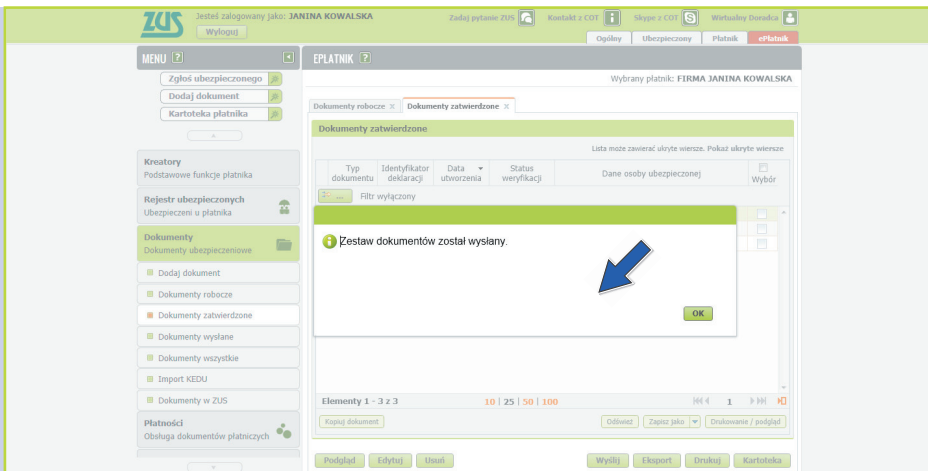 ZUS
Jesteś zalogowany jako: JANINA KOWALSKA
Wyloguj
Zadaj pytanie ZUS
Kontakt z COT
Skype z COT
Wirtualny Doradca
Ogólny
Ubezpieczony
Płatnik
ePłatnik
MENU
EPŁATNIK
Zgłoś ubezpieczonego
Dodaj dokument
Kartoteka płatnika
Wybrany płatnik: FIRMA JANINA KOWALSKA
Dokumenty robocze X
Dokumenty zatwierdzone X
Dokumenty zatwierdzone
Lista może zawierać ukryte wiersze. Pokaż ukryte wiersze
Typ dokumentu
Identyfikator deklaracji
Data utworzenia
Status weryfikacji
Dane osoby ubezpieczonej
Wybór
Filtr wyłączony
Kreatory
Podstawowe funkcje płatnika
Rejestr ubezpieczonych
Ubezpieczeni u płatnika
Dokumenty
Dokumenty ubezpieczeniowe
Dodaj dokument
Dokumenty robocze
Dokumenty zatwierdzone
Dokumenty wysłane
Dokumenty wszystkie
Import KEDU
Dokumenty w ZUS
Płatności
Obsługa dokumentów płatniczych
Zestaw dokumentów został wysłany.
OK
Elementy 1 - 3 z 3
10 | 25 | 50 | 100
1
Kopiuj dokument
Odśwież
Zapisz jako
Drukowanie / podgląd
Podgląd
Edytuj
Usuń
Wyślij
Eksport
Drukuj
Kartoteka